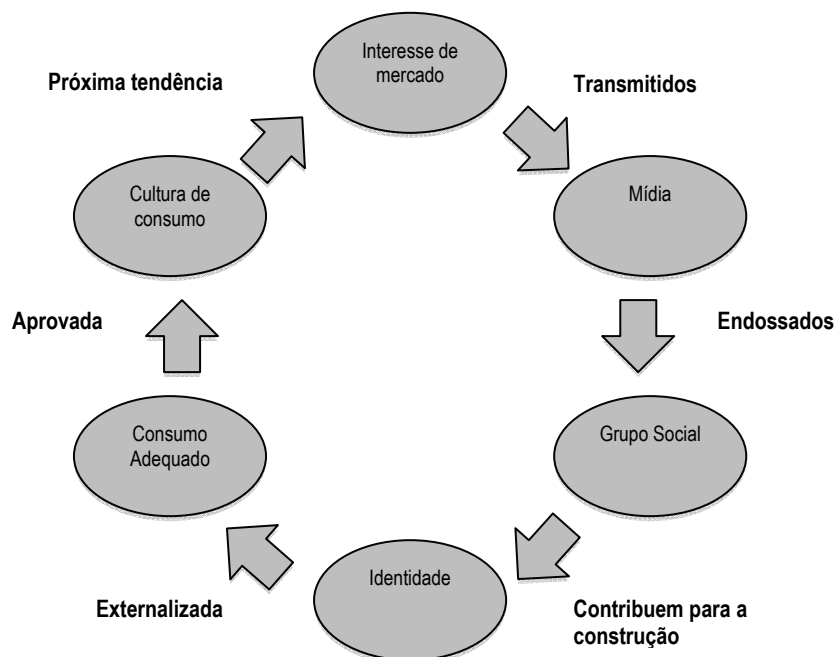 Interesse de
mercado
Próxima tendência
Transmitidos
Cultura de
consumo
Mídia
Aprovada
Endossados
Consumo
Adequado
Grupo Social
Identidade
Externalizada
Contribuem para a
construção